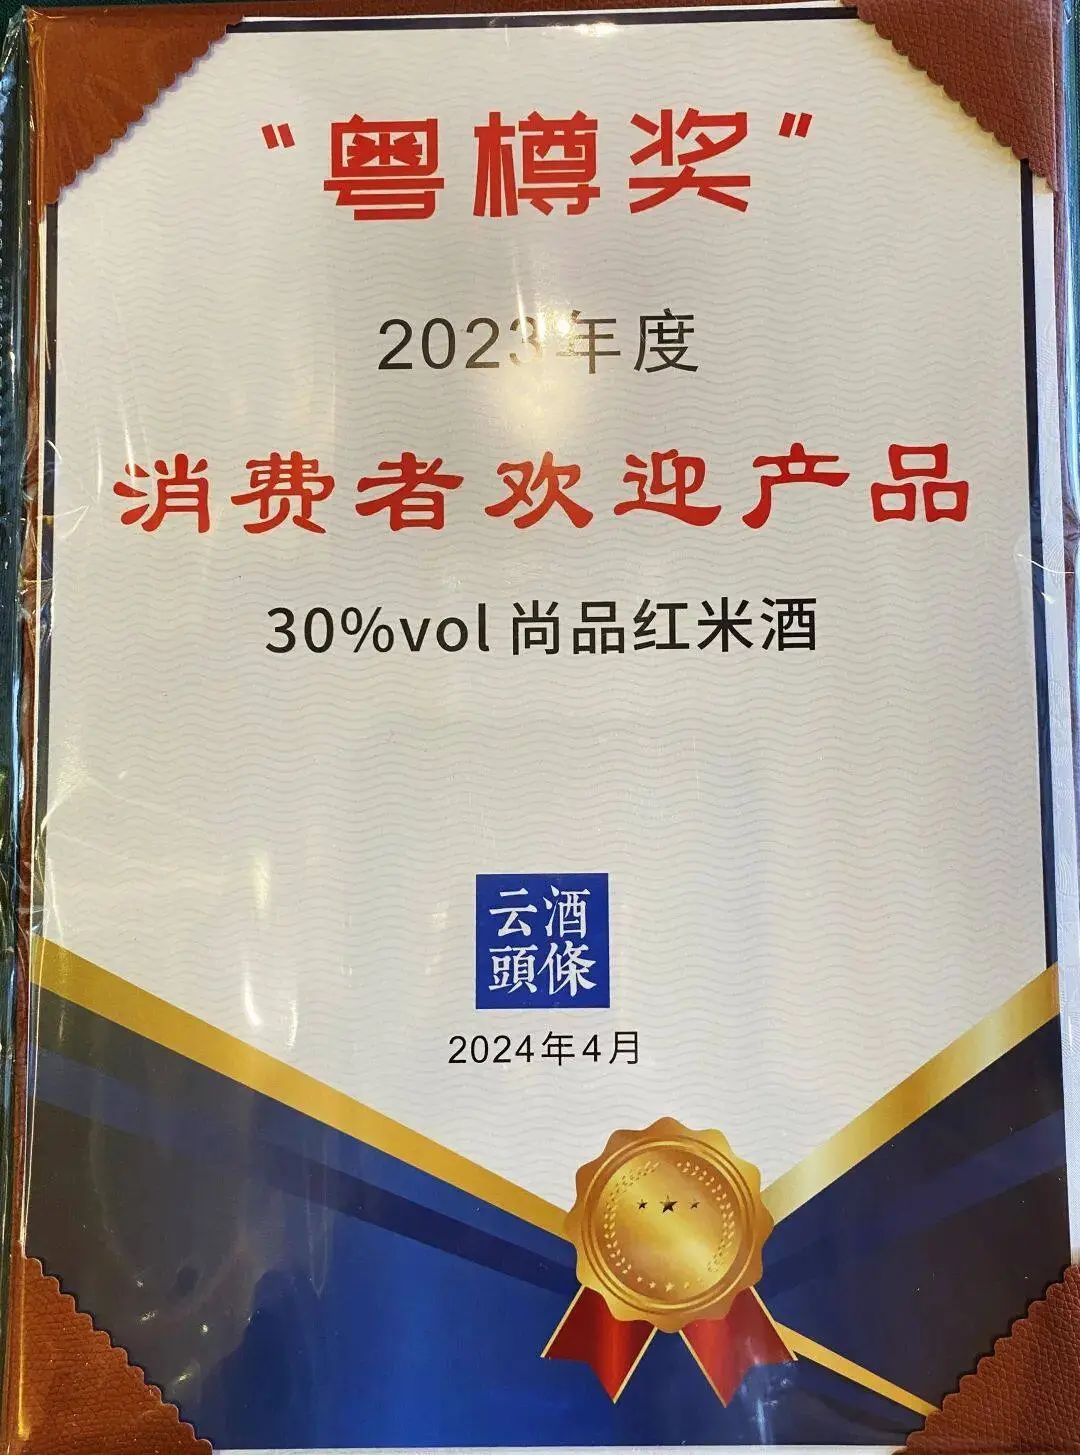 "粤樽奖"
2023年度
消费者欢迎产品
30%vol 尚品红米酒
云酒
頭條
2024年4月